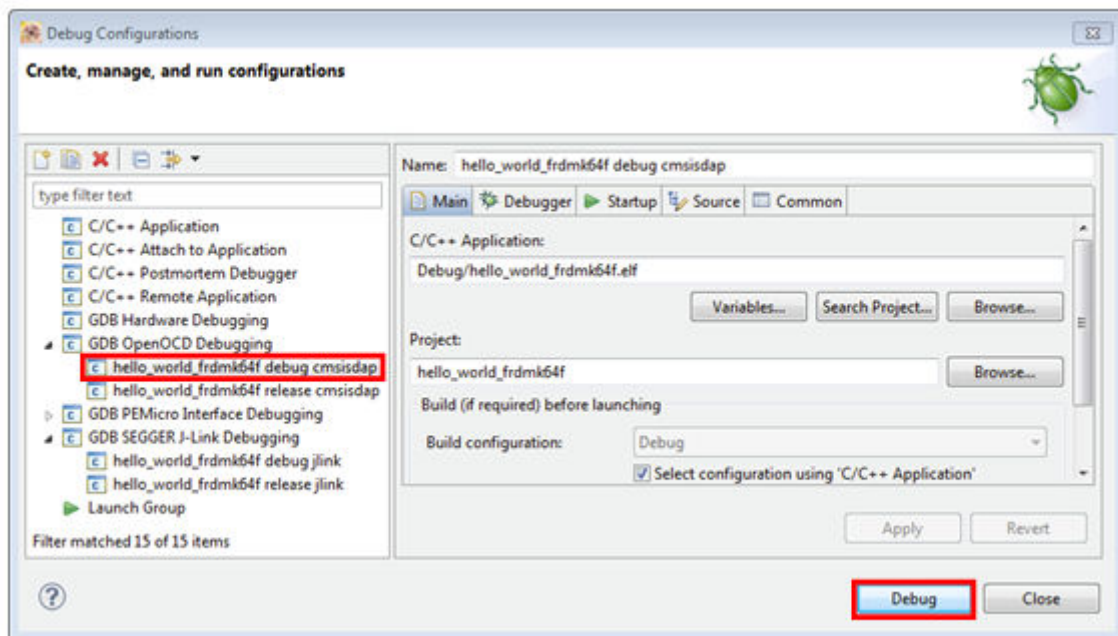 Debug Configurations
Create, manage, and run configurations
type filter text
C/C++ Application
C/C++ Attach to Application
C/C++ Postmortem Debugger
C/C++ Remote Application
GDB Hardware Debugging
GDB OpenOCD Debugging
hello_world_frdmk64f debug cmsisdap
hello_world_frdmk64f release cmsisdap
GDB PEMicro Interface Debugging
GDB SEGGER J-Link Debugging
hello_world_frdmk64f debug jlink
hello_world_frdmk64f release jlink
Launch Group
Filter matched 15 of 15 items
Name: hello_world_frdmk64f debug cmsisdap
Main Debugger Startup Source Common
C/C++ Application:
Debug/hello_world_frdmk64f.elf
Variables... Search Project... Browse...
Project:
hello_world_frdmk64f Browse...
Build (if required) before launching
Build configuration: Debug
Select configuration using 'C/C++ Application'
Apply Revert
? Debug Close